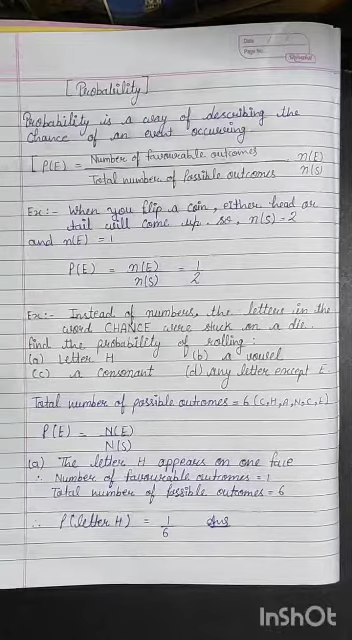 Date
Page No.
[Probability]
Probability is a way of describing the
Chance of an event occurring.
[P(E) = Number of favourable outcomes n(E)
Total number of possible outcomes n(S)
Ex:- When you flip a coin, either head or
tail will come up. so, n(S) = 2
and n(E) = 1
P(E) = n(E) = 1
n(S) 2
Ex:- Instead of numbers, the letters in the
word CHANCE were stuck on a die.
find the probability of rolling:
(a) Letter H (b) a vowel
(c) a consonant (d) any letter except E.
Total number of possible outcomes = 6 (C,H,A,N,C,E)
P(E) = N(E)
N(S)
(a) The letter H appears on one face
∴ Number of favourable outcomes = 1
Total number of possible outcomes = 6
∴ P(letter H) = 1 Ans
6
InShOt